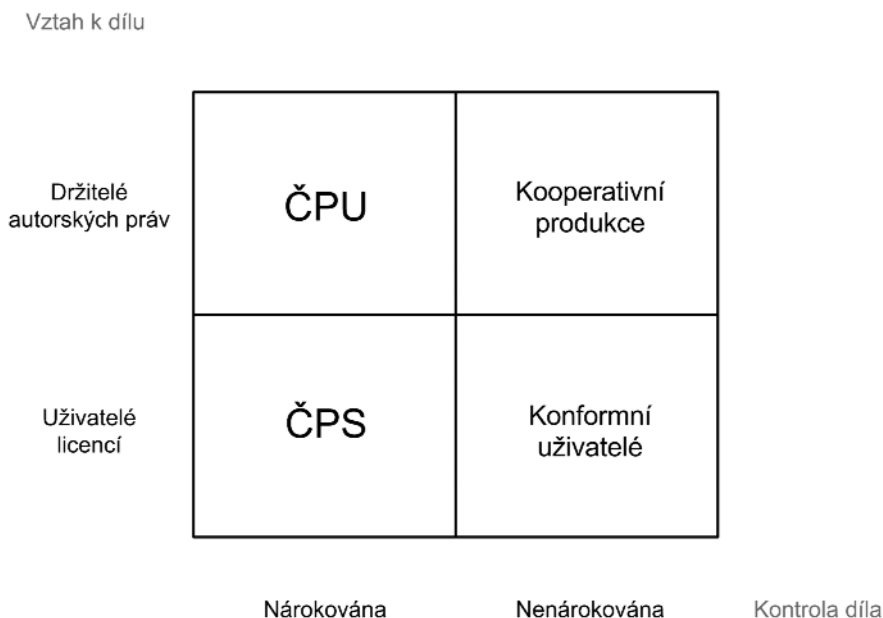 Vztah k dílu
Držitelé
autorských práv
ČPU
Kooperativní
produkce
Uživatelé
licencí
ČPS
Konformní
uživatelé
Nárokována
Nenárokována
Kontrola díla